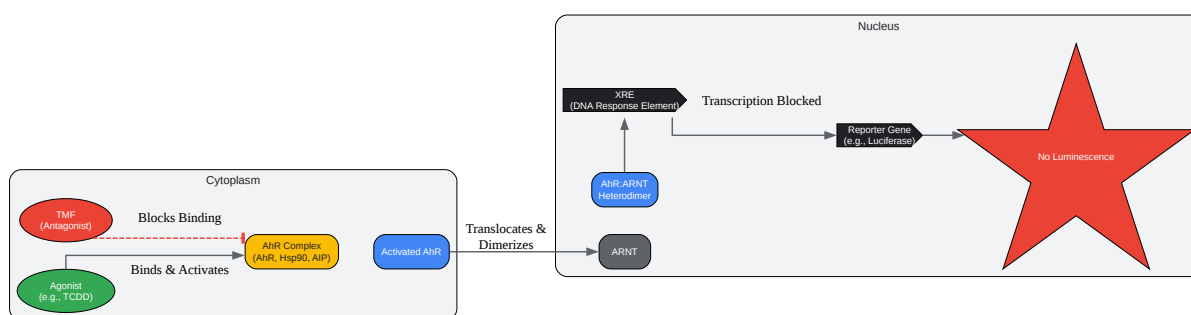 Nucleus
XRE
(DNA Response Element)
Transcription Blocked
Reporter Gene
(e.g., Luciferase)
No Luminescence
AhR:ARNT
Heterodimer
ARNT
Cytoplasm
TMF
(Antagonist)
Blocks Binding
AhR Complex
(AhR, Hsp90, AIP)
Binds & Activates
Agonist
(e.g., TCDD)
Activated AhR
Translocates &
Dimerizes